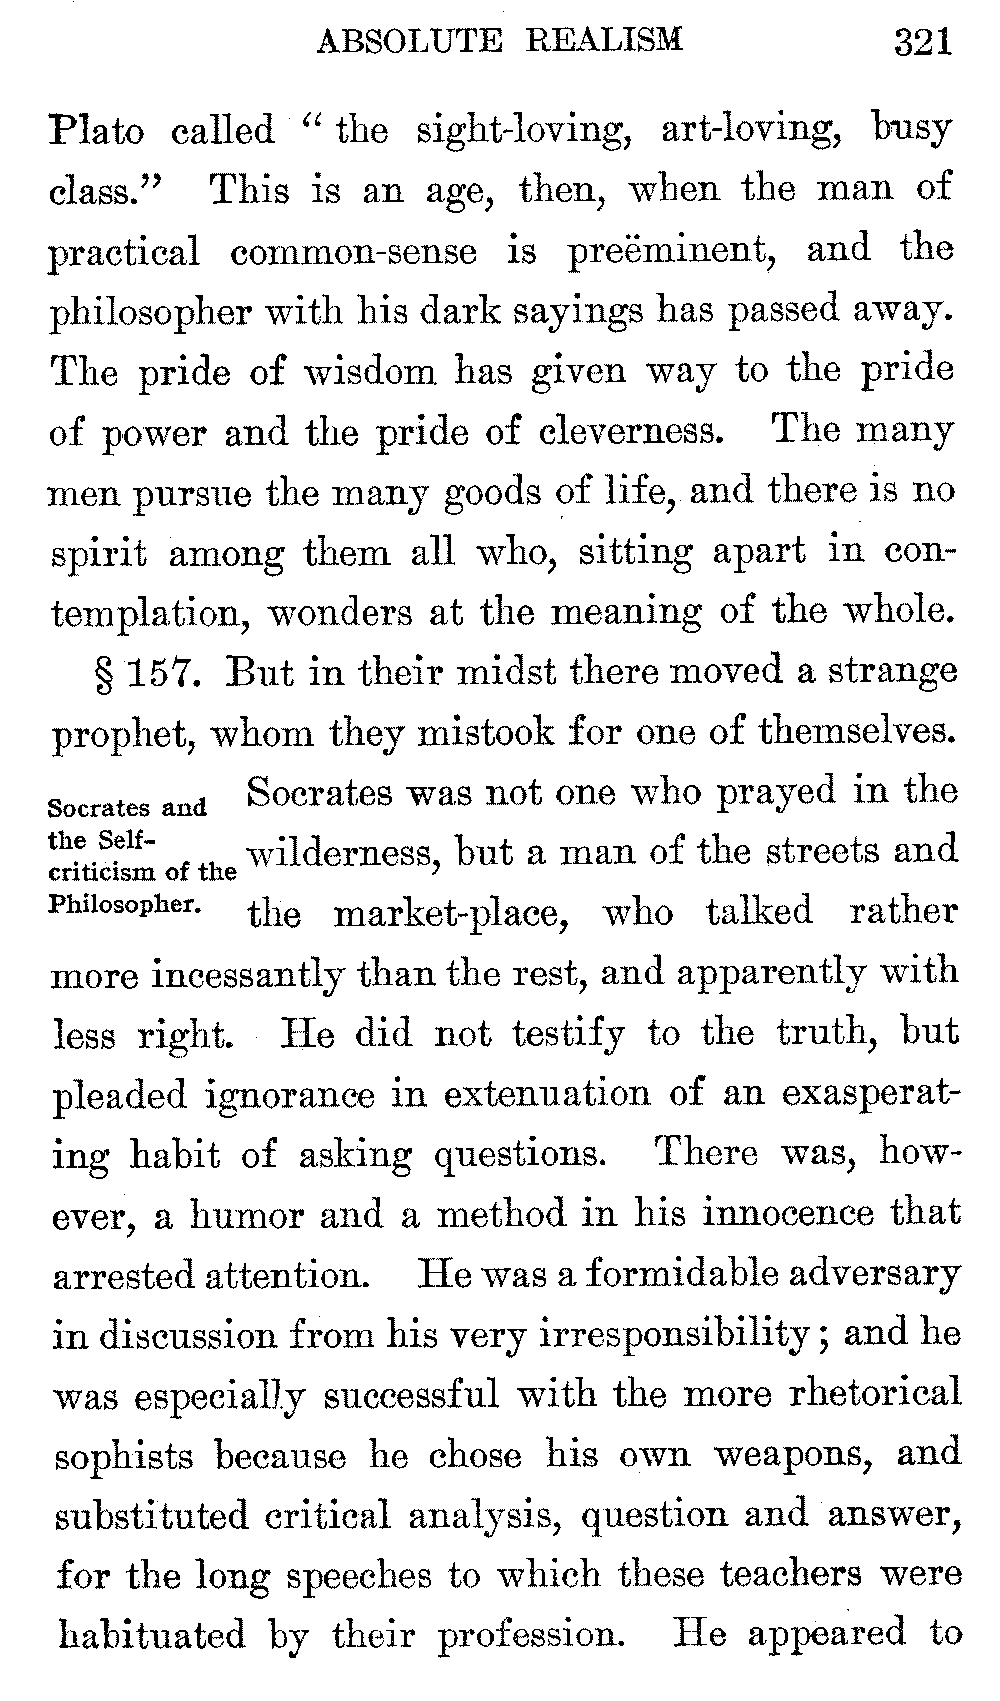 ABSOLUTE REALISM 321
Plato called “ the sight-loving, art-loving, busy
class.” This is an age, then, when the man of
practical common-sense is preëminent, and the
philosopher with his dark sayings has passed away.
The pride of wisdom has given way to the pride
of power and the pride of cleverness. The many
men pursue the many goods of life, and there is no
spirit among them all who, sitting apart in con-
templation, wonders at the meaning of the whole.
§ 157. But in their midst there moved a strange
prophet, whom they mistook for one of themselves.
Socrates and
the Self-
criticism of the
Philosopher.
Socrates was not one who prayed in the
wilderness, but a man of the streets and
the market-place, who talked rather
more incessantly than the rest, and apparently with
less right. He did not testify to the truth, but
pleaded ignorance in extenuation of an exasperat-
ing habit of asking questions. There was, how-
ever, a humor and a method in his innocence that
arrested attention. He was a formidable adversary
in discussion from his very irresponsibility ; and he
was especially successful with the more rhetorical
sophists because he chose his own weapons, and
substituted critical analysis, question and answer,
for the long speeches to which these teachers were
habituated by their profession. He appeared to